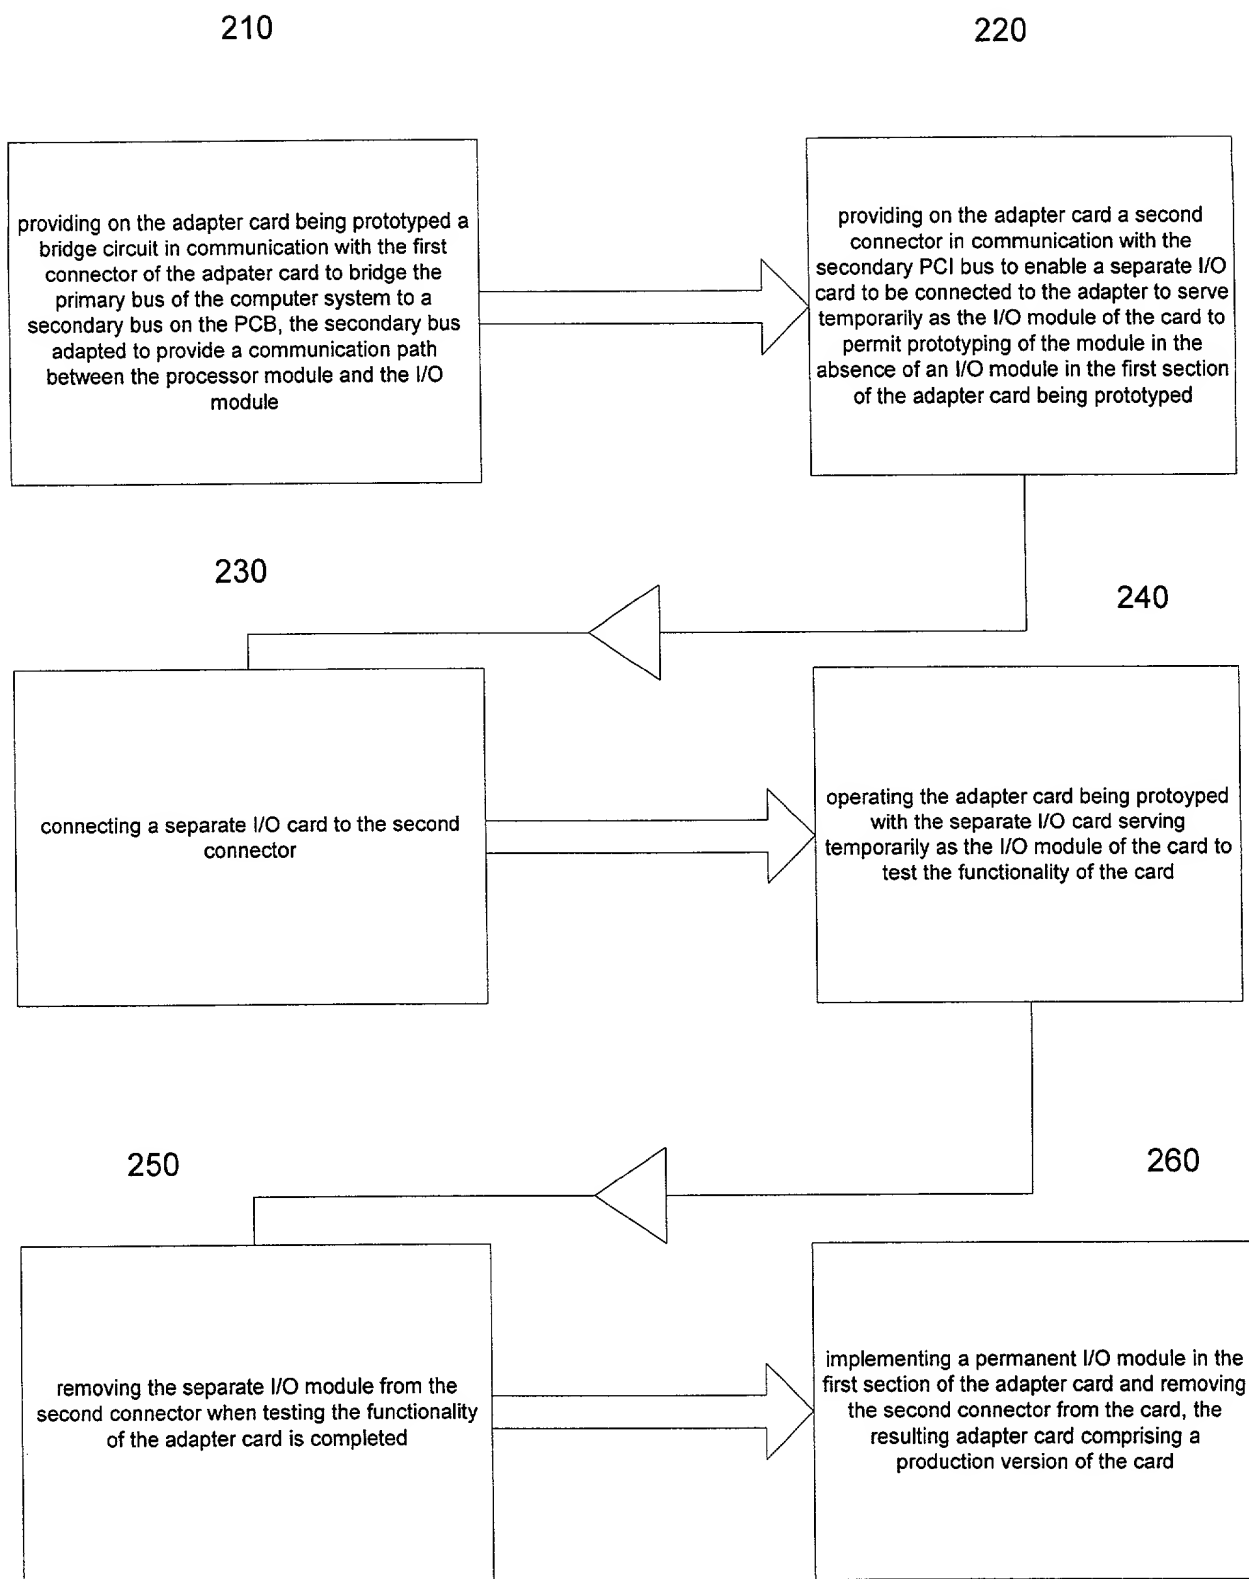 210
220
providing on the adapter card being prototyped a
bridge circuit in communication with the first
connector of the adpater card to bridge the
primary bus of the computer system to a
secondary bus on the PCB, the secondary bus
adapted to provide a communication path
between the processor module and the I/O
module
providing on the adapter card a second
connector in communication with the
secondary PCI bus to enable a separate I/O
card to be connected to the adapter to serve
temporarily as the I/O module of the card to
permit prototyping of the module in the
absence of an I/O module in the first section
of the adapter card being prototyped
230
240
connecting a separate I/O card to the second
connector
operating the adapter card being protoyped
with the separate I/O card serving
temporarily as the I/O module of the card to
test the functionality of the card
250
260
removing the separate I/O module from the
second connector when testing the functionality
of the adapter card is completed
implementing a permanent I/O module in the
first section of the adapter card and removing
the second connector from the card, the
resulting adapter card comprising a
production version of the card